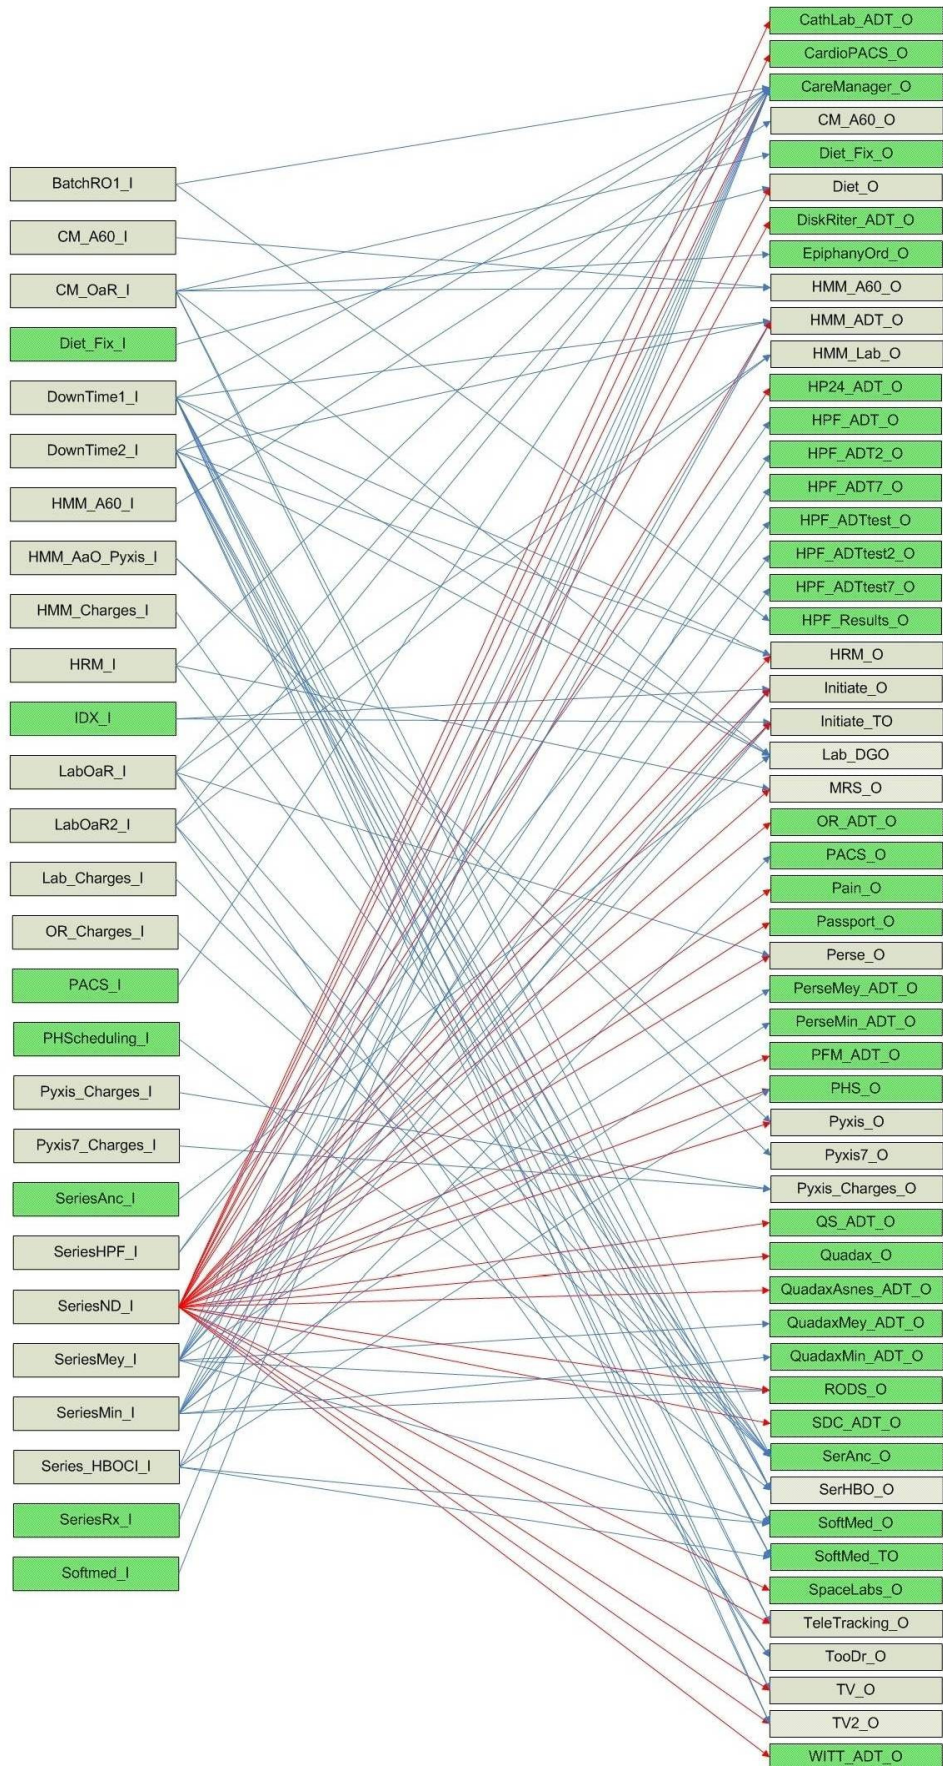 BatchRO1_I
CM_A60_I
CM_OaR_I
Diet_Fix_I
DownTime1_I
DownTime2_I
HMM_A60_I
HMM_AaO_Pyxis_I
HMM_Charges_I
HRM_I
IDX_I
LabOaR_I
LabOaR2_I
Lab_Charges_I
OR_Charges_I
PACS_I
PHScheduling_I
Pyxis_Charges_I
Pyxis7_Charges_I
SeriesAnc_I
SeriesHPF_I
SeriesND_I
SeriesMey_I
SeriesMin_I
Series_HBOCI_I
SeriesRx_I
Softmed_I
CathLab_ADT_O
CardioPACS_O
CareManager_O
CM_A60_O
Diet_Fix_O
Diet_O
DiskRiter_ADT_O
EpiphanyOrd_O
HMM_A60_O
HMM_ADT_O
HMM_Lab_O
HP24_ADT_O
HPF_ADT_O
HPF_ADT2_O
HPF_ADT7_O
HPF_ADTtest_O
HPF_ADTtest2_O
HPF_ADTtest7_O
HPF_Results_O
HRM_O
Initiate_O
Initiate_TO
Lab_DGO
MRS_O
OR_ADT_O
PACS_O
Pain_O
Passport_O
Perse_O
PerseMey_ADT_O
PerseMin_ADT_O
PFM_ADT_O
PHS_O
Pyxis_O
Pyxis7_O
Pyxis_Charges_O
QS_ADT_O
Quadax_O
QuadaxAsnes_ADT_O
QuadaxMey_ADT_O
QuadaxMin_ADT_O
RODS_O
SDC_ADT_O
SerAnc_O
SerHBO_O
SoftMed_O
SoftMed_TO
SpaceLabs_O
TeleTracking_O
TooDr_O
TV_O
TV2_O
WITT_ADT_O